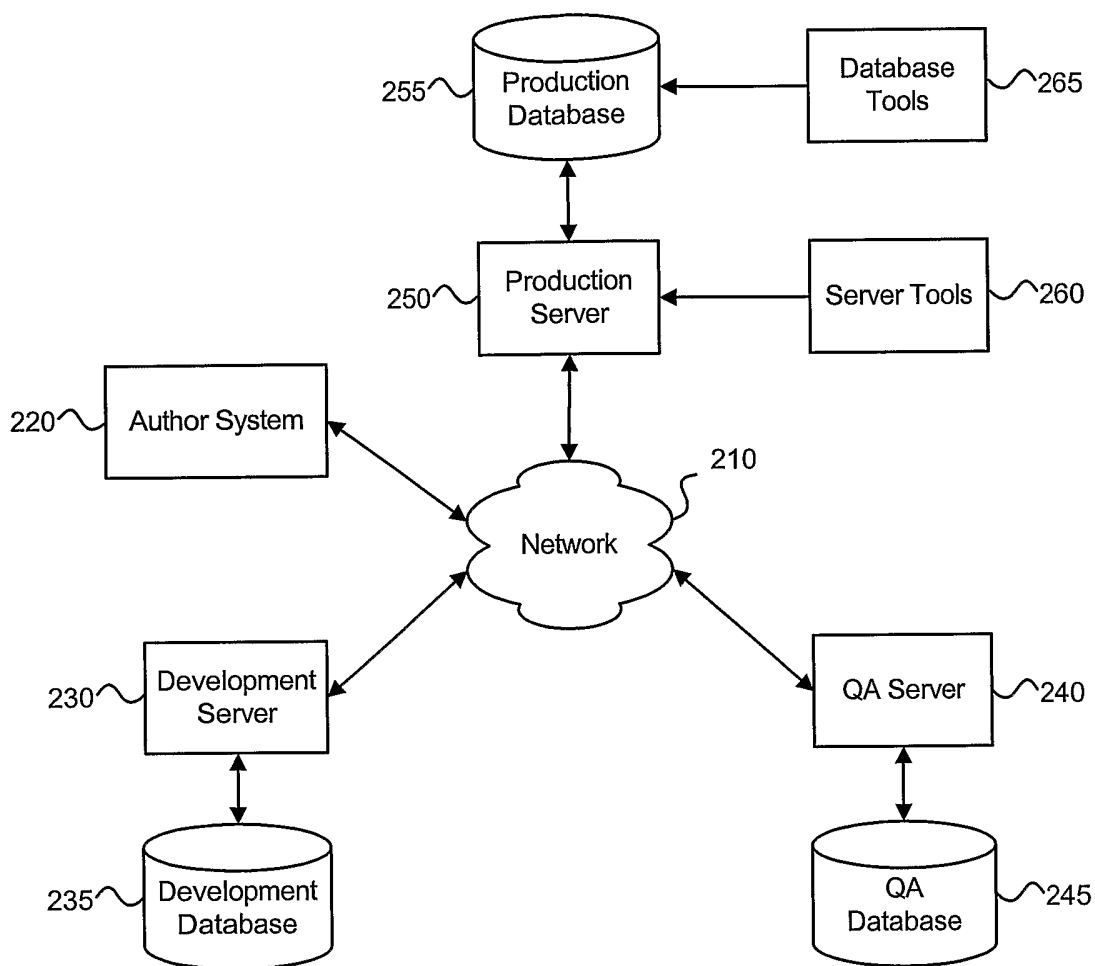 255
Production
Database
Database
Tools
265
250
Production
Server
Server Tools
260
220
Author System
210
Network
230
Development
Server
QA Server
240
235
Development
Database
QA
Database
245